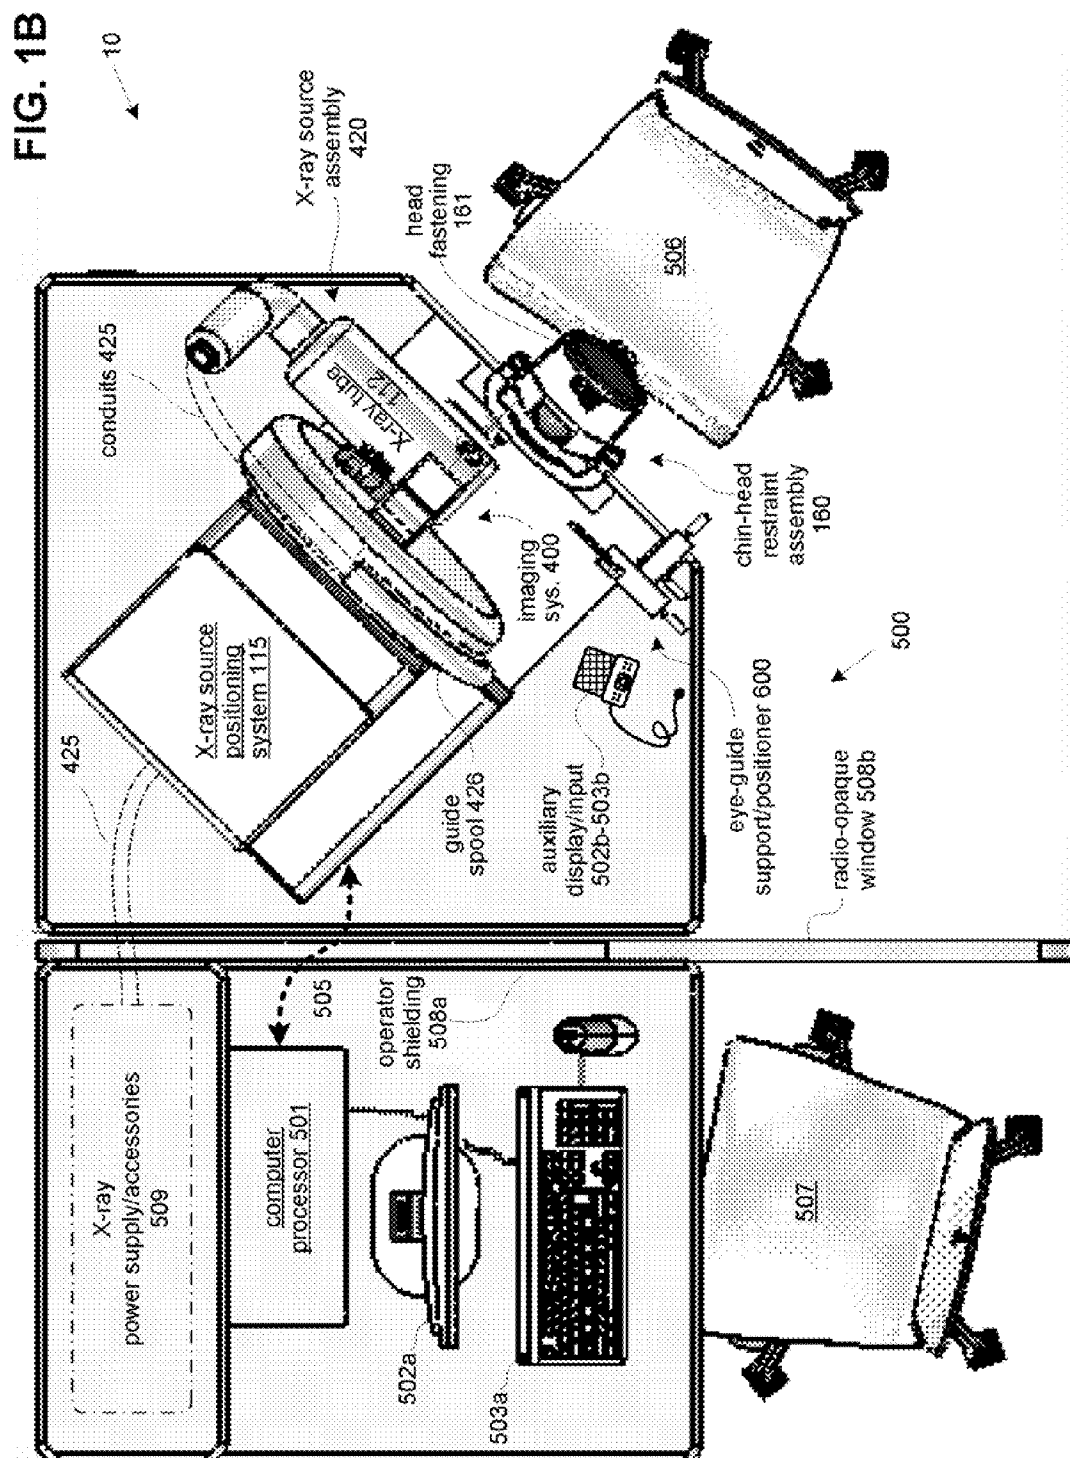 FIG. 1B
10
X-ray source
assembly
420
head
fastening
161
506
conduits 425
X-ray tube
112
chin-head
restraint
assembly
160
imaging
sys. 400
500
X-ray source
positioning
system 115
425
guide
spool 426
auxiliary
display/input
502b-503b
eye-guide
support/positioner 600
radio-opaque
window 508b
505
operator
shielding
508a
X-ray
power supply/accessories
509
computer
processor 501
502a
503a
507